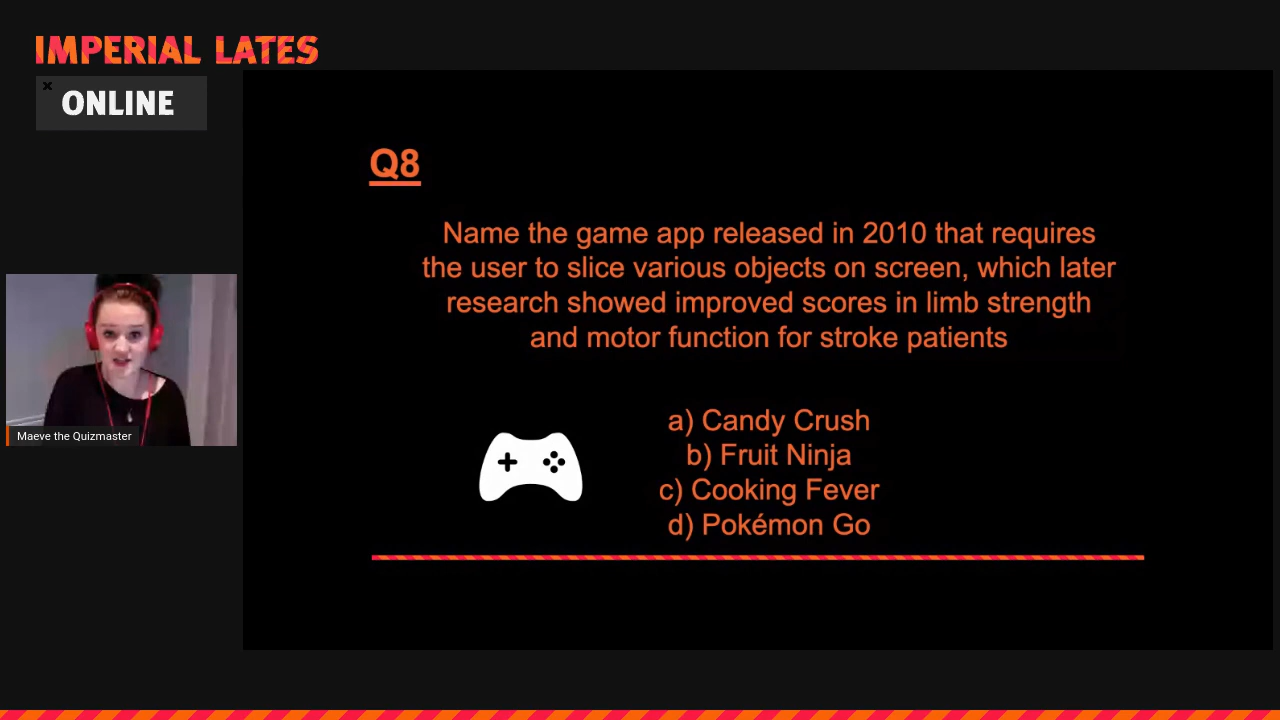 IMPERIAL LATES
ONLINE
Q8
Name the game app released in 2010 that requires
the user to slice various objects on screen, which later
research showed improved scores in limb strength
and motor function for stroke patients
a) Candy Crush
b) Fruit Ninja
c) Cooking Fever
d) Pokémon Go
Maeve the Quizmaster